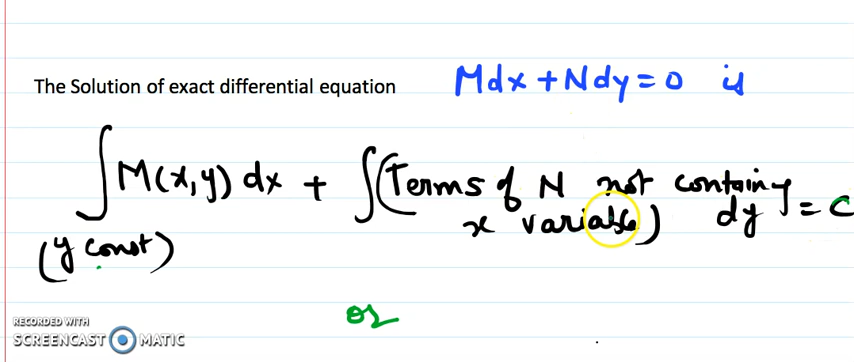 The Solution of exact differential equation Mdx + Ndy = 0 is
∫ M(x,y) dx + ∫ (Terms of N not containg
x variable) dy = c
(y const)
or
RECORDED WITH
SCREENCAST MATIC